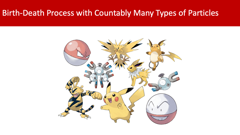 Birth-Death Process with Countably Many Types of Particles